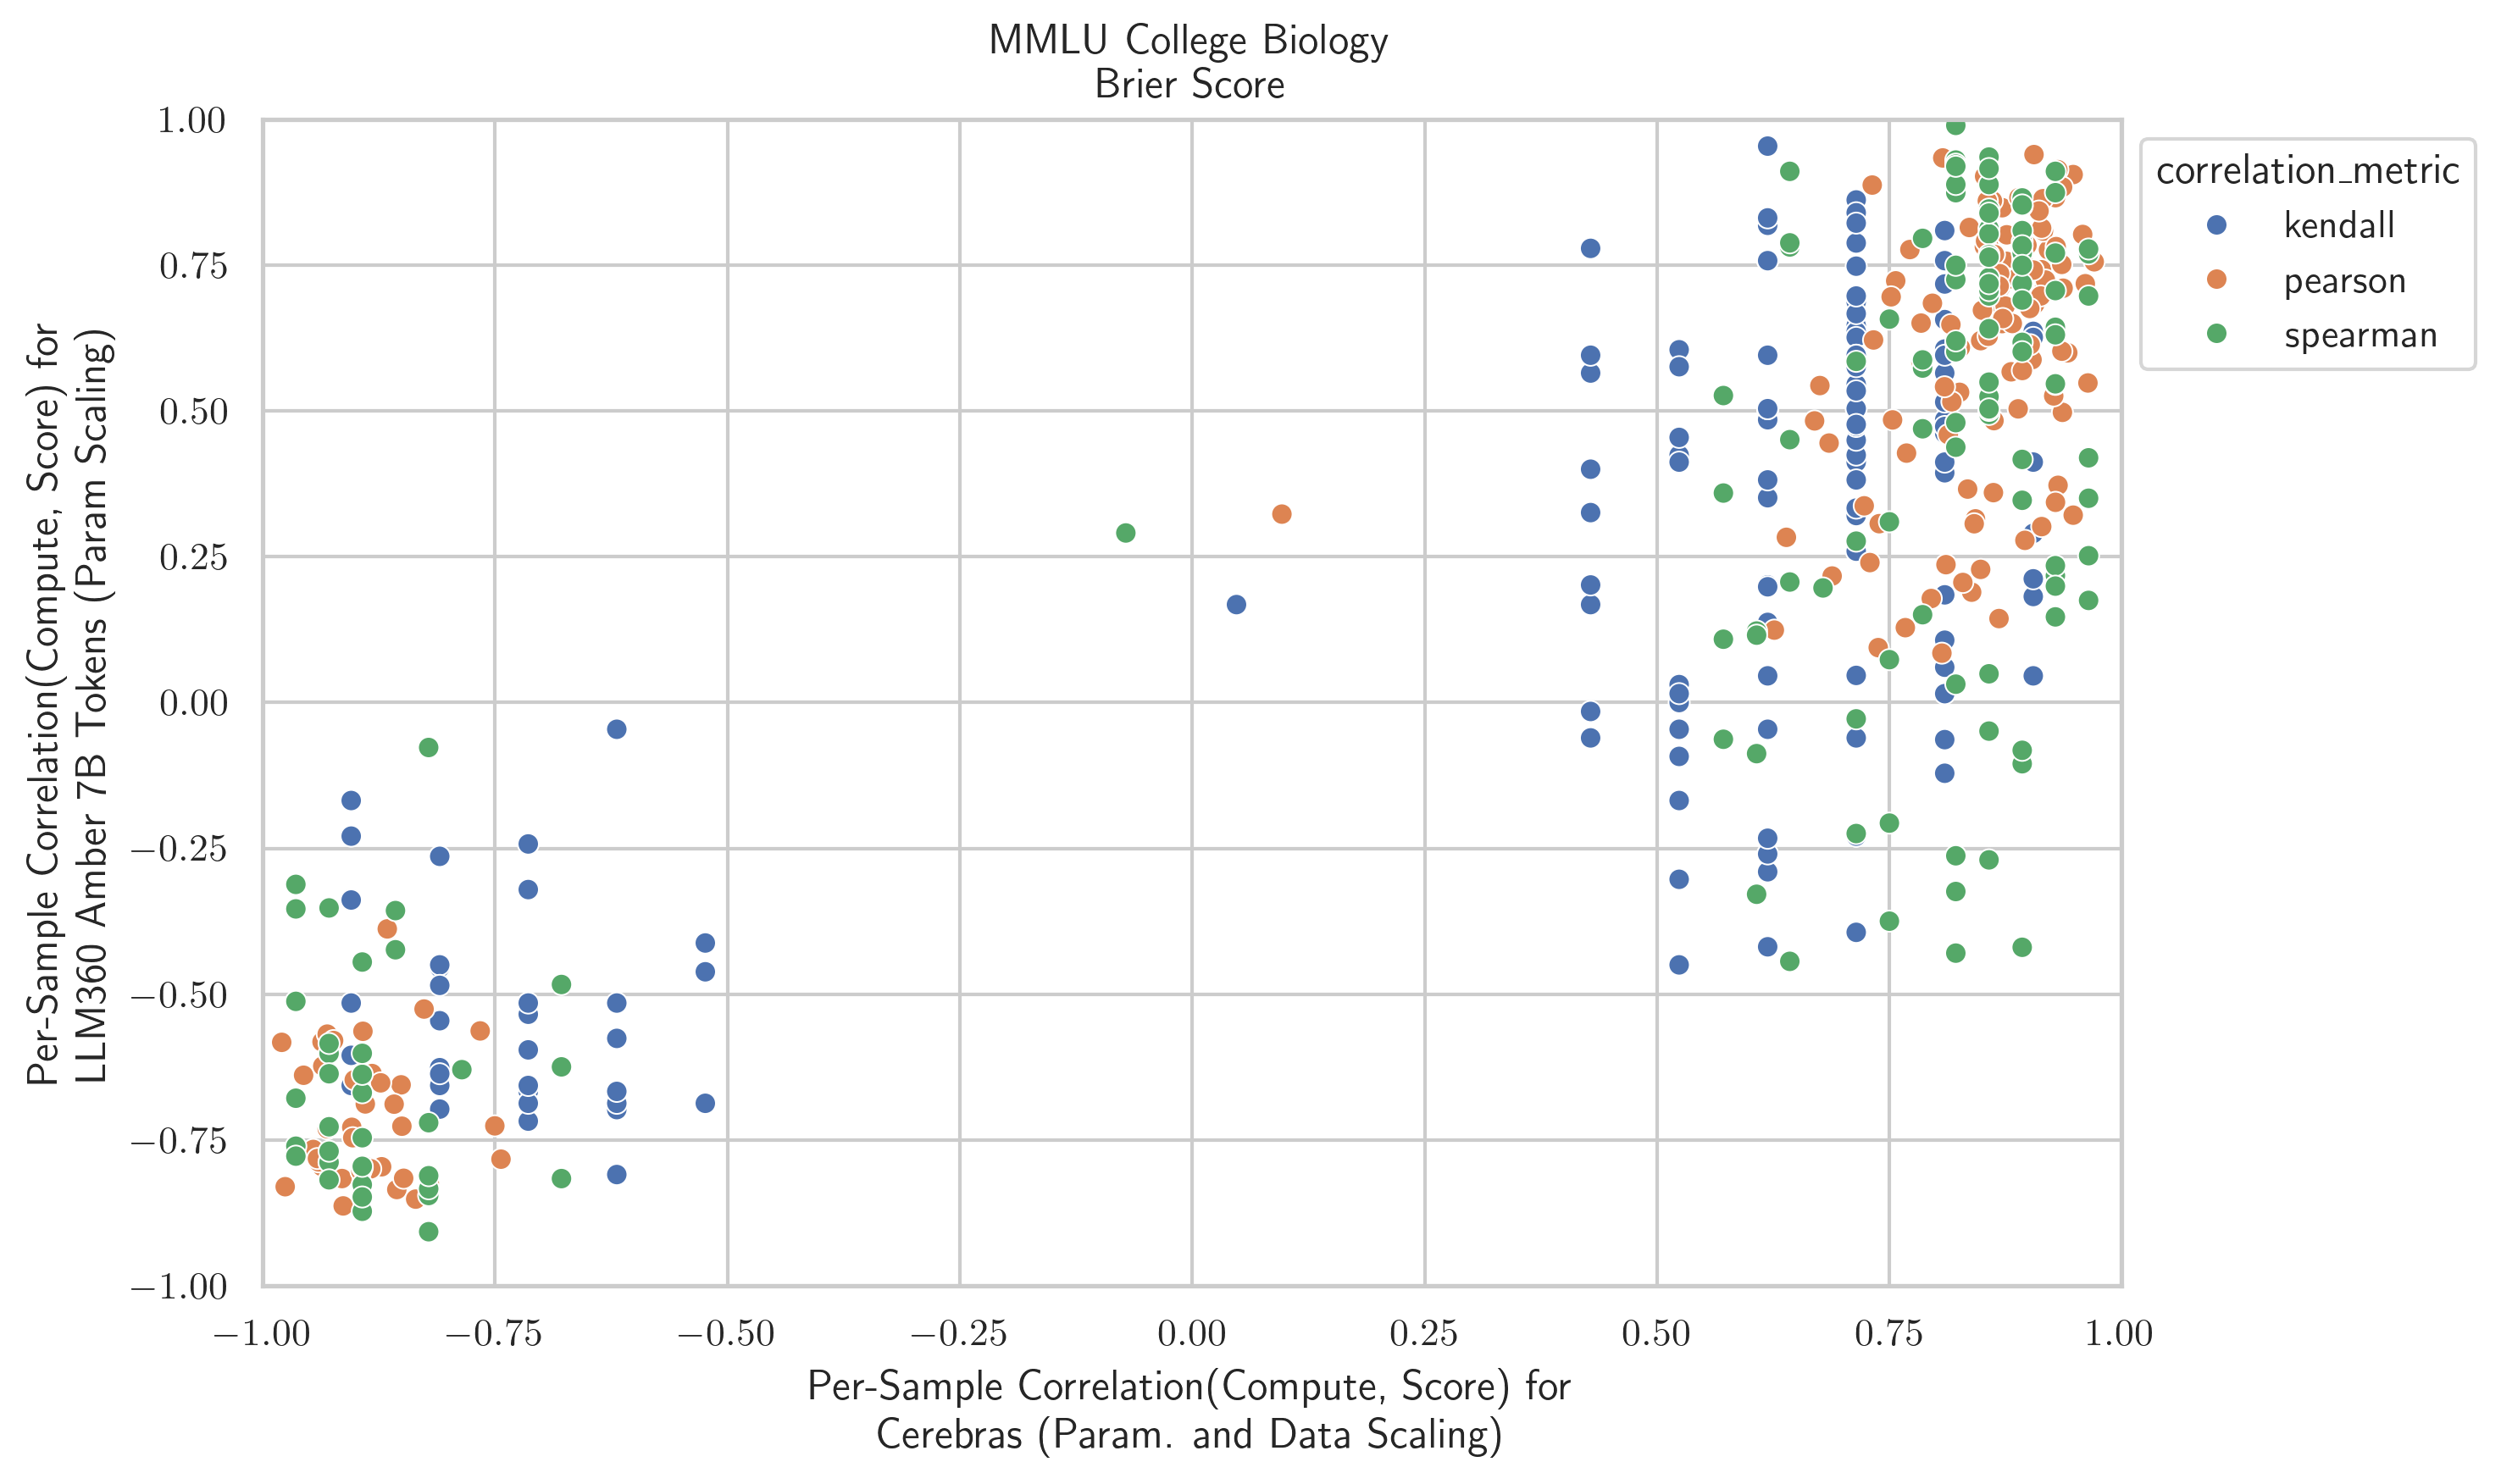 MMLU College Biology
Brier Score
1.00
0.75
0.50
0.25
0.00
−0.25
−0.50
−0.75
−1.00
Per-Sample Correlation(Compute, Score) for
LLM360 Amber 7B Tokens (Param Scaling)
correlation_metric
kendall
pearson
spearman
−1.00 −0.75 −0.50 −0.25 0.00 0.25 0.50 0.75 1.00
Per-Sample Correlation(Compute, Score) for
Cerebras (Param. and Data Scaling)